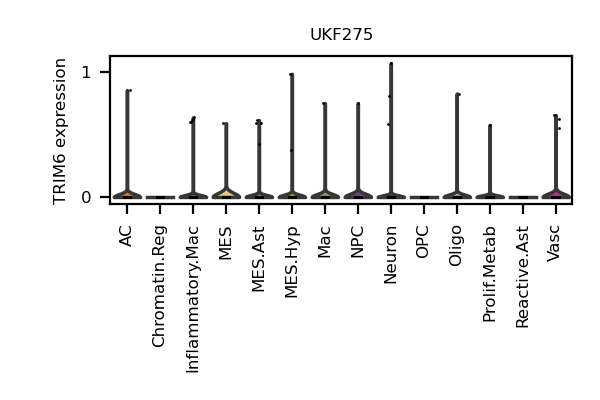 UKF275
TRIM6 expression
1
0
AC
Chromatin.Reg
Inflammatory.Mac
MES
MES.Ast
MES.Hyp
Mac
NPC
Neuron
OPC
Oligo
Prolif.Metab
Reactive.Ast
Vasc